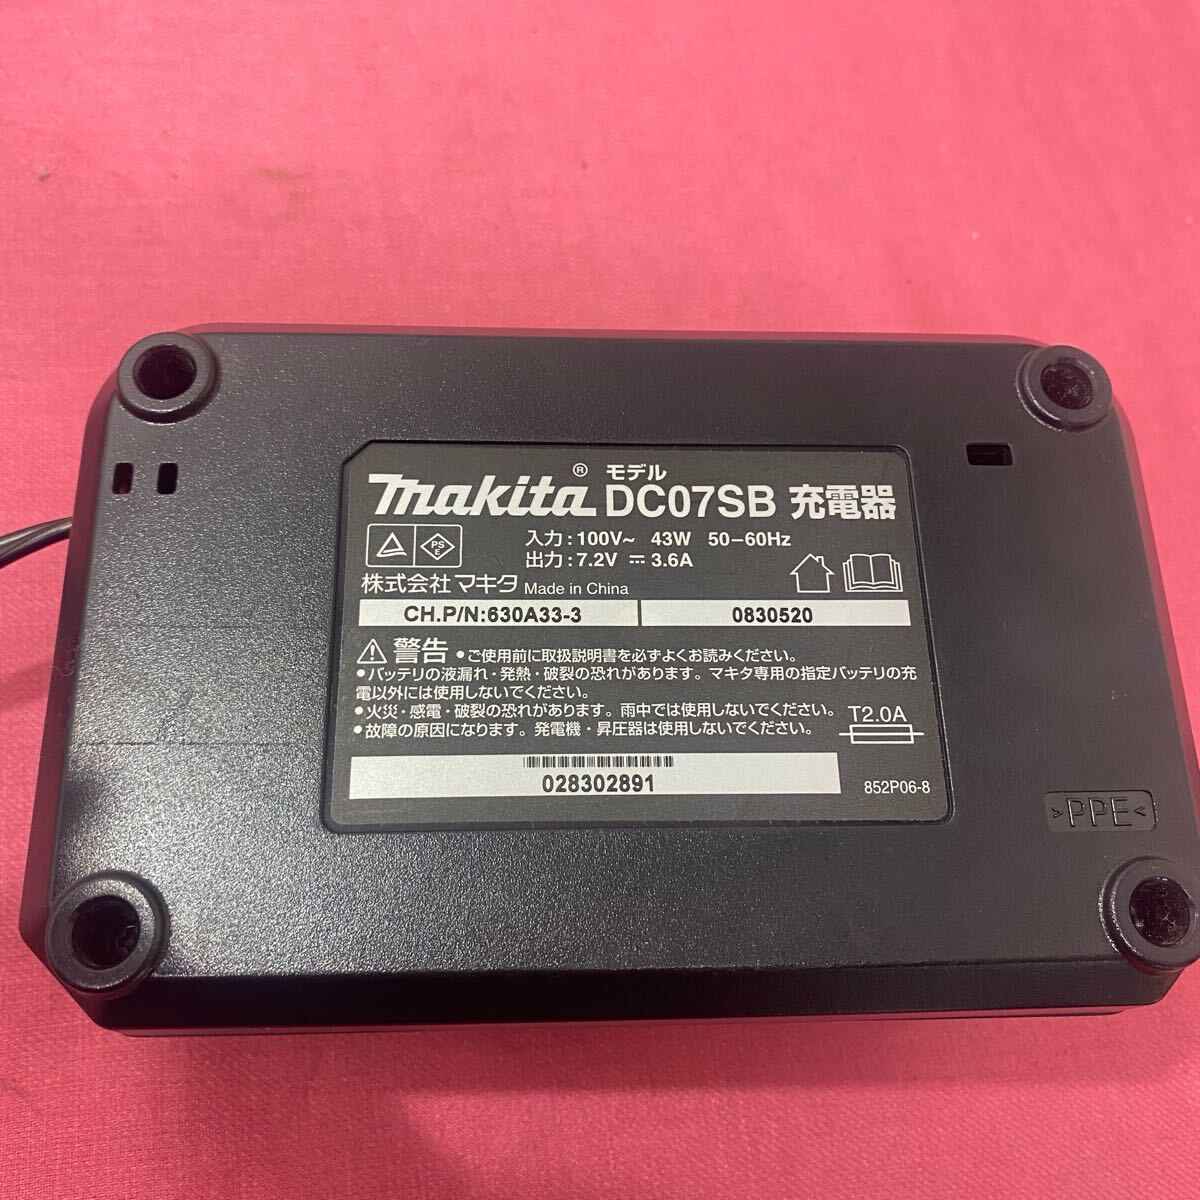 makita® モデル DC07SB 充電器
入力:100V~ 43W 50-60Hz
出力:7.2V ⎓ 3.6A
PSE
株式会社マキタ Made in China
CH.P/N:630A33-3 0830520
⚠警告 •ご使用前に取扱説明書を必ずよくお読みください。
•バッテリの液漏れ・発熱・破裂の恐れがあります。マキタ専用の指定バッテリの充
電以外には使用しないでください。
•火災・感電・破裂の恐れがあります。雨中では使用しないでください。
•故障の原因になります。発電機・昇圧器は使用しないでください。
T2.0A
028302891
852P06-8
>PPE<